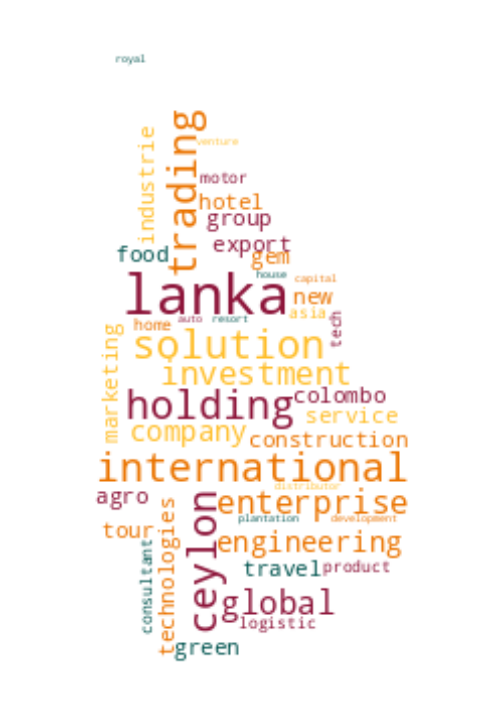 royal
industrie
trading
venture
motor
hotel
group
export
food
gem
house
capital
lanka
new
asia
home
auto
resort
tech
marketing
solution
investment
holding
colombo
service
company
construction
international
distributor
agro
enterprise
plantation
development
tour
technologies
ceylon
engineering
consultant
travel
product
global
logistic
green